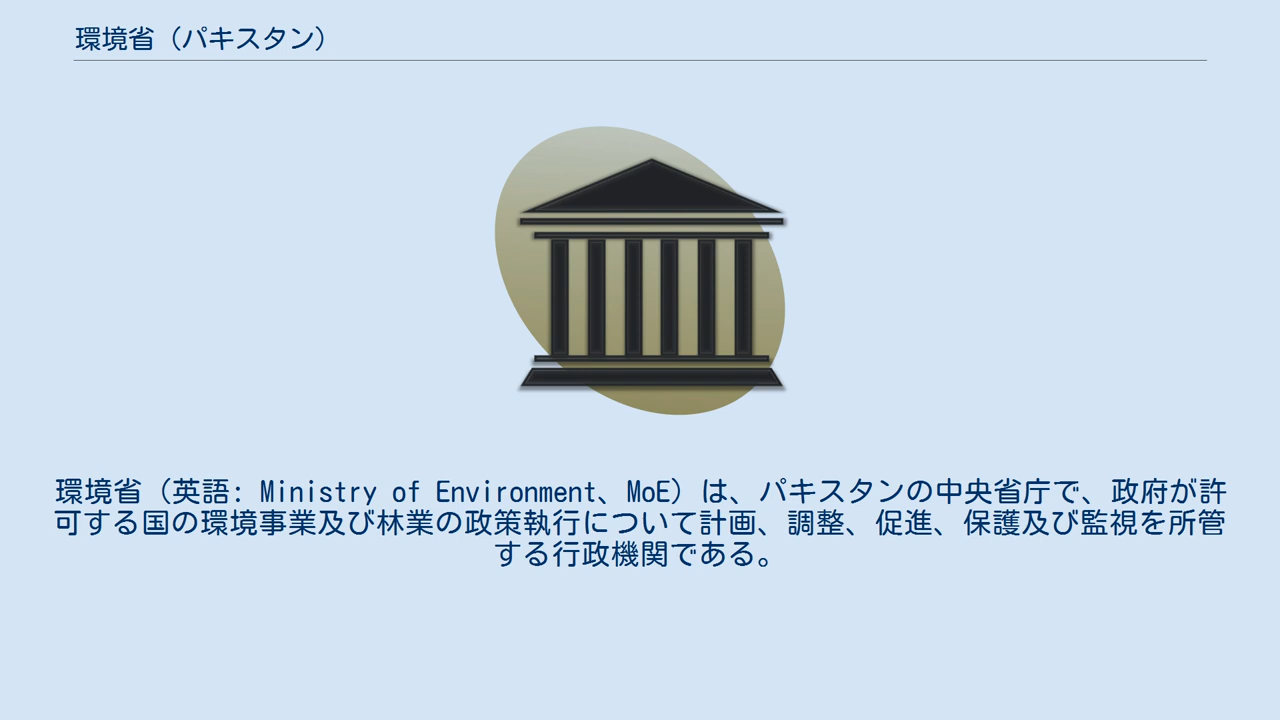 環境省（パキスタン）
環境省（英語: Ministry of Environment、MoE）は、パキスタンの中央省庁で、政府が許
可する国の環境事業及び林業の政策執行について計画、調整、促進、保護及び監視を所管
する行政機関である。